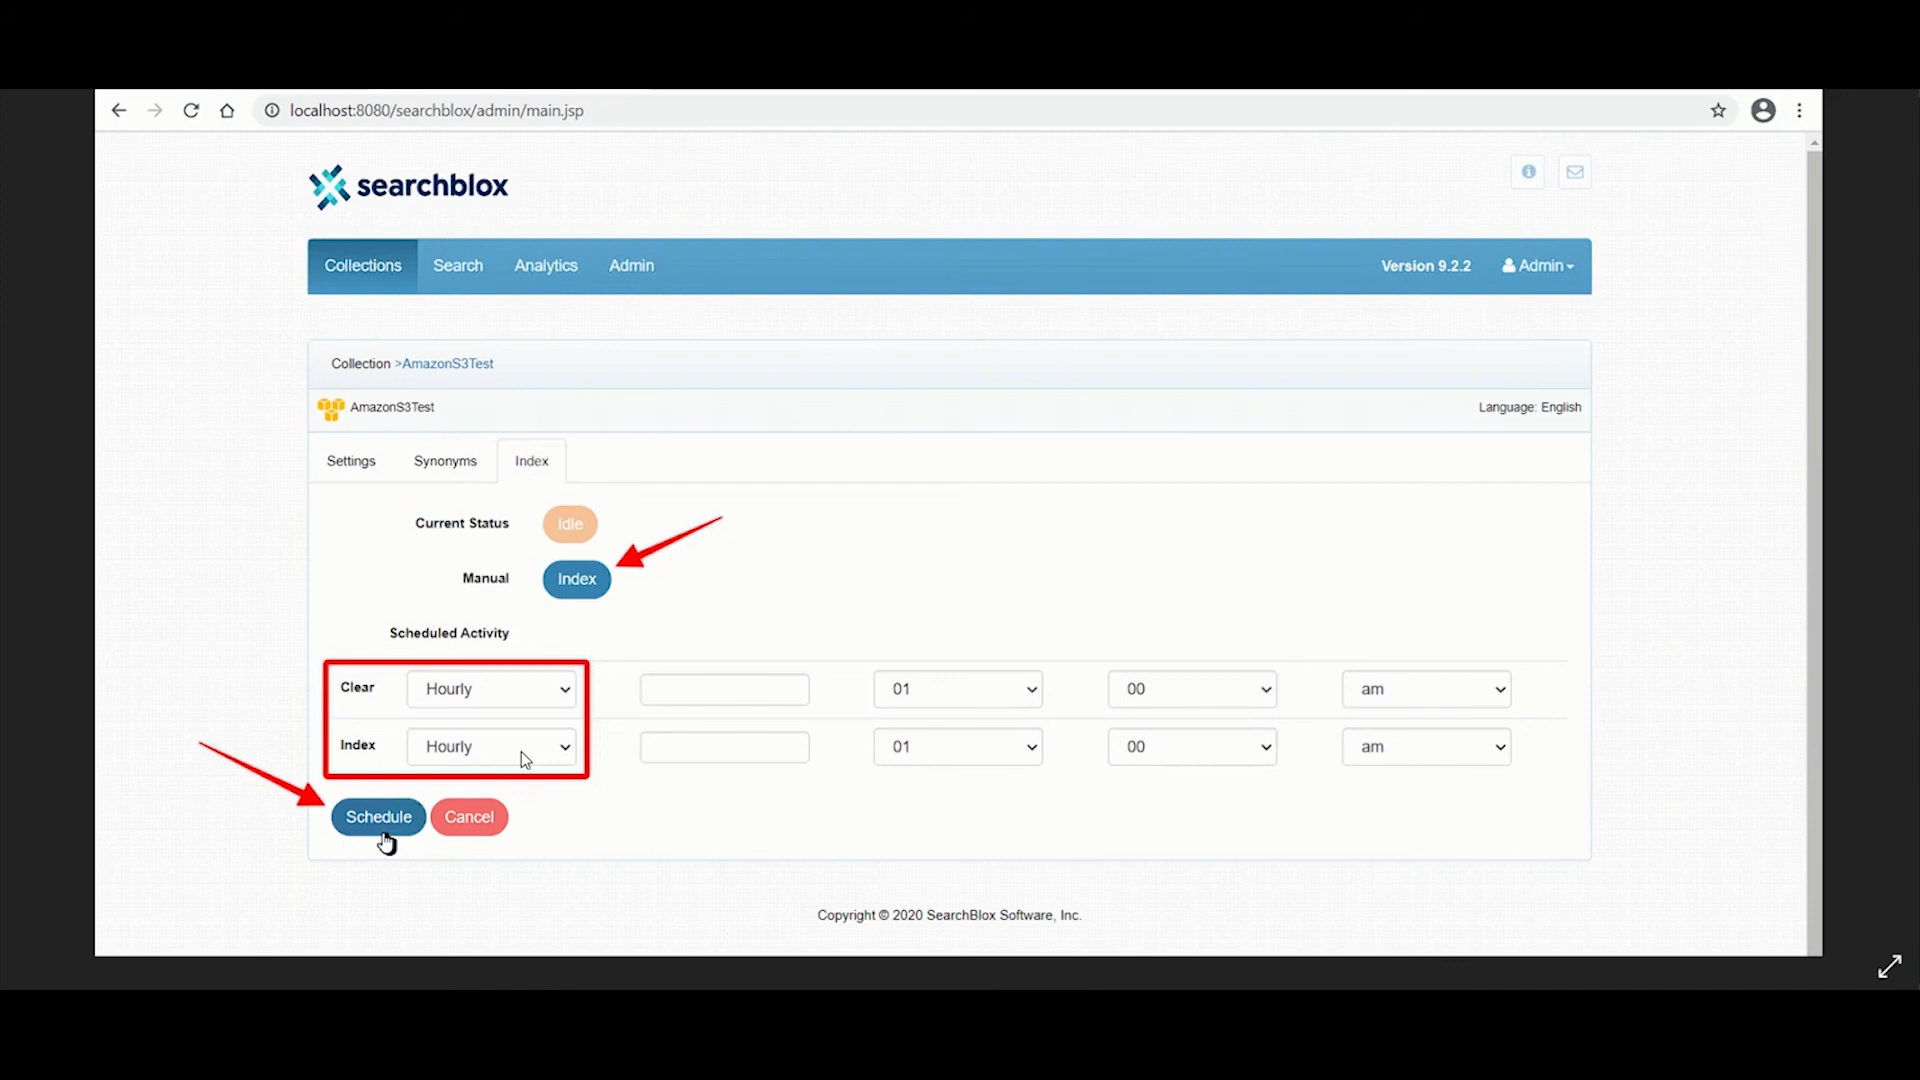 localhost:8080/searchblox/admin/main.jsp
searchblox
Collections Search Analytics Admin Version 9.2.2 Admin
Collection >AmazonS3Test
AmazonS3Test Language: English
Settings Synonyms Index
Current Status Idle
Manual Index
Scheduled Activity
Clear Hourly 01 00 am
Index Hourly 01 00 am
Schedule Cancel
Copyright © 2020 SearchBlox Software, Inc.